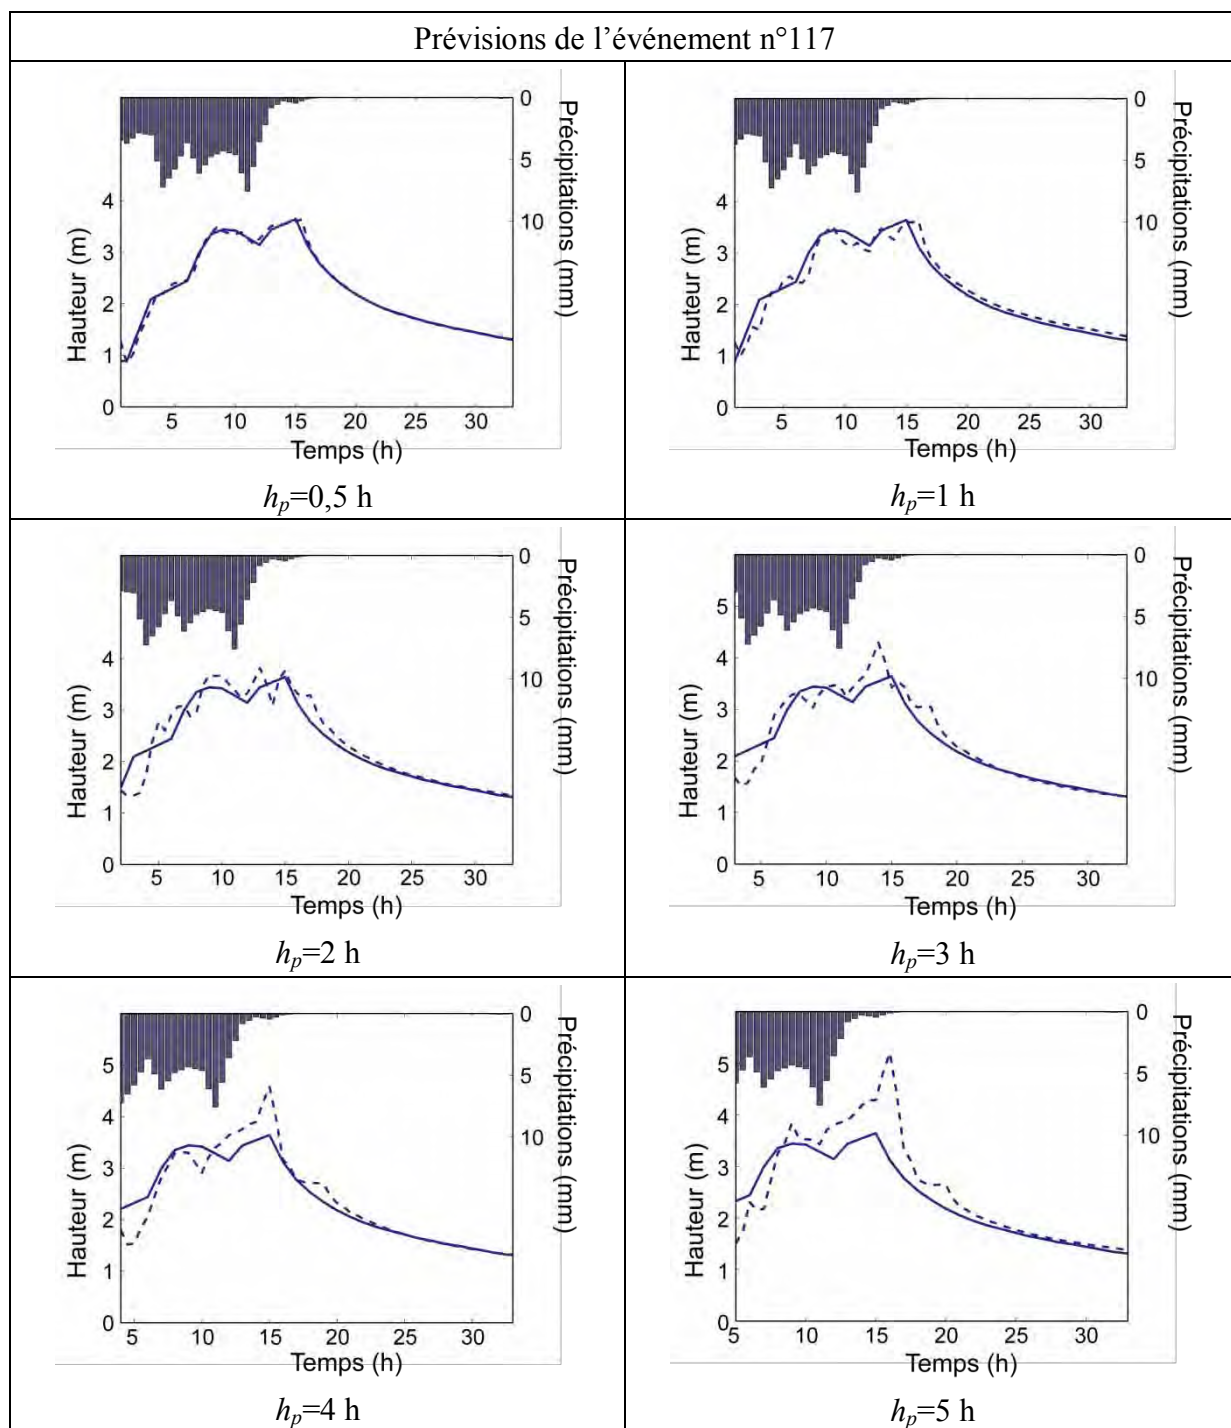 Prévisions de l’événement n°117
0
5
10
Précipitations (mm)
4
3
2
1
0
Hauteur (m)
5 10 15 20 25 30
Temps (h)
hp=0,5 h
0
5
10
Précipitations (mm)
4
3
2
1
0
Hauteur (m)
5 10 15 20 25 30
Temps (h)
hp=1 h
0
5
10
Précipitations (mm)
4
3
2
1
0
Hauteur (m)
5 10 15 20 25 30
Temps (h)
hp=2 h
0
5
10
Précipitations (mm)
5
4
3
2
1
0
Hauteur (m)
5 10 15 20 25 30
Temps (h)
hp=3 h
0
5
10
Précipitations (mm)
5
4
3
2
1
0
Hauteur (m)
5 10 15 20 25 30
Temps (h)
hp=4 h
0
5
10
Précipitations (mm)
5
4
3
2
1
0
Hauteur (m)
5 10 15 20 25 30
Temps (h)
hp=5 h